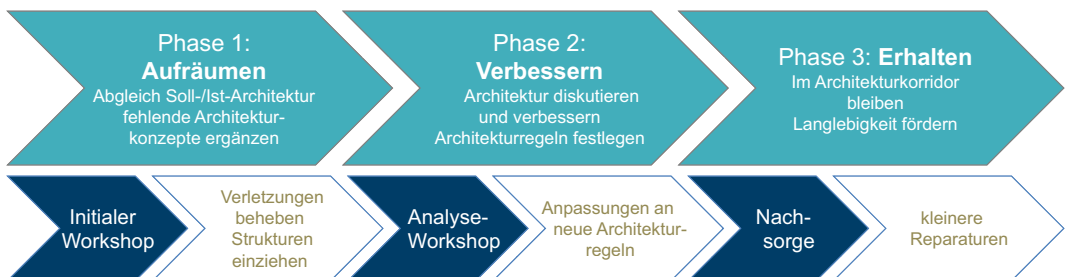 Phase 1:
Aufräumen
Abgleich Soll-/Ist-Architektur
fehlende Architektur-
konzepte ergänzen
Phase 2:
Verbessern
Architektur diskutieren
und verbessern
Architekturregeln festlegen
Phase 3: Erhalten
Im Architekturkorridor
bleiben
Langlebigkeit fördern
Initialer
Workshop
Verletzungen
beheben
Strukturen
einziehen
Analyse-
Workshop
Anpassungen an
neue Architektur-
regeln
Nach-
sorge
kleinere
Reparaturen